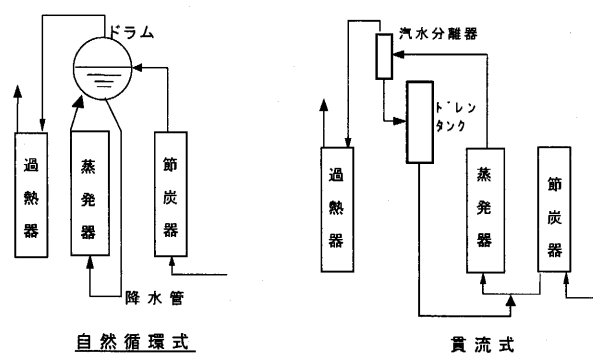 ドラム
過熱器
蒸発器
節炭器
降水管
自然循環式
汽水分離器
ドレン
タンク
過熱器
蒸発器
節炭器
貫流式